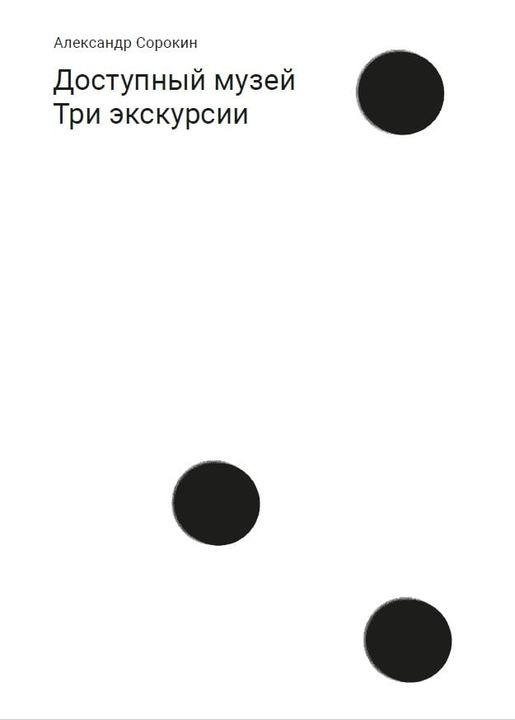 Александр Сорокин
Доступный музей
Три экскурсии